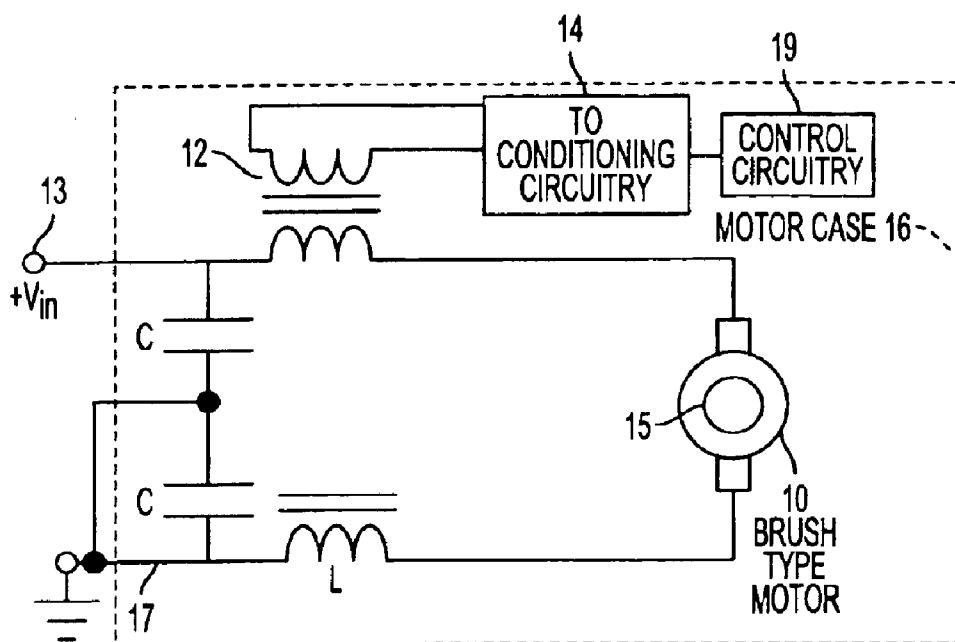 14
19
TO
CONDITIONING
CIRCUITRY
CONTROL
CIRCUITRY
12
MOTOR CASE 16
13
+Vin
C
15
C
10
BRUSH
TYPE
MOTOR
L
17